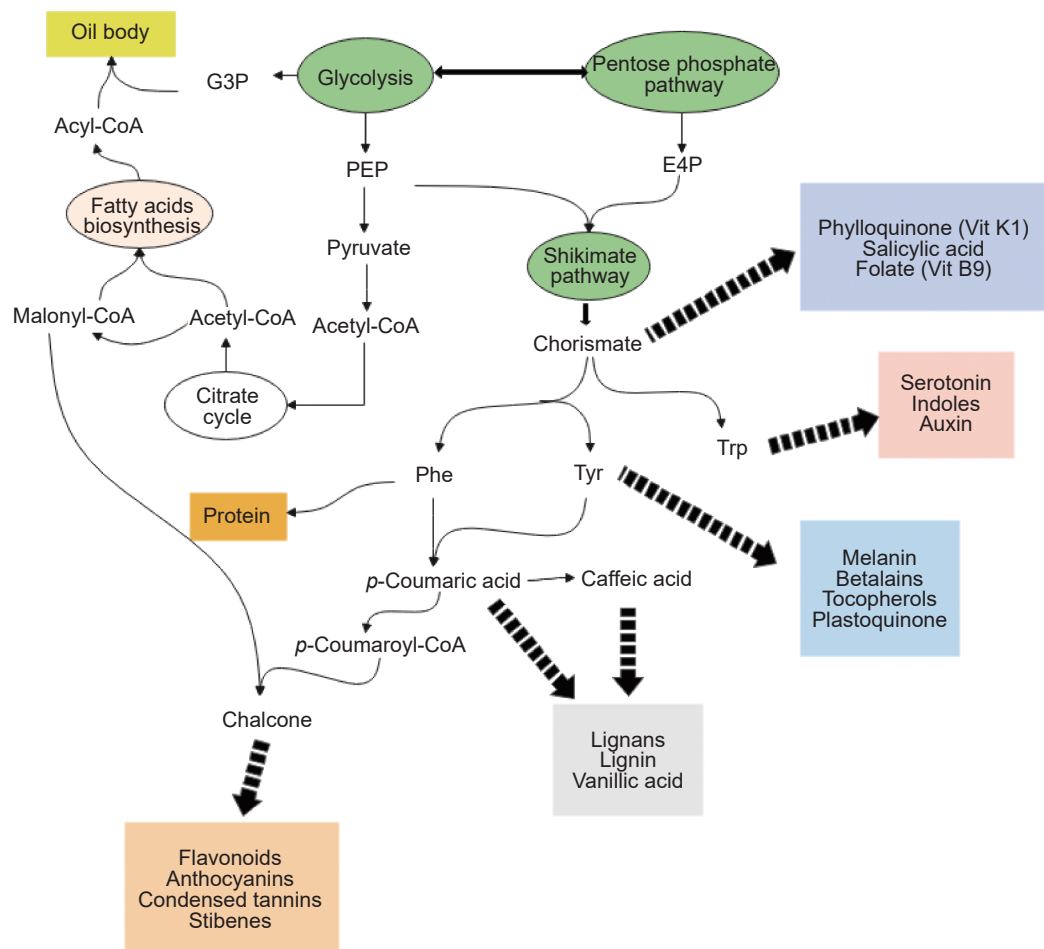 Oil body
Glycolysis
Pentose phosphate
pathway
G3P
Acyl-CoA
PEP
E4P
Fatty acids
biosynthesis
Phylloquinone (Vit K1)
Salicylic acid
Folate (Vit B9)
Pyruvate
Shikimate
pathway
Malonyl-CoA
Acetyl-CoA
Acetyl-CoA
Chorismate
Citrate
cycle
Serotonin
Indoles
Auxin
Trp
Phe
Tyr
Protein
Melanin
Betalains
Tocopherols
Plastoquinone
p-Coumaric acid
Caffeic acid
p-Coumaroyl-CoA
Chalcone
Lignans
Lignin
Vanillic acid
Flavonoids
Anthocyanins
Condensed tannins
Stibenes